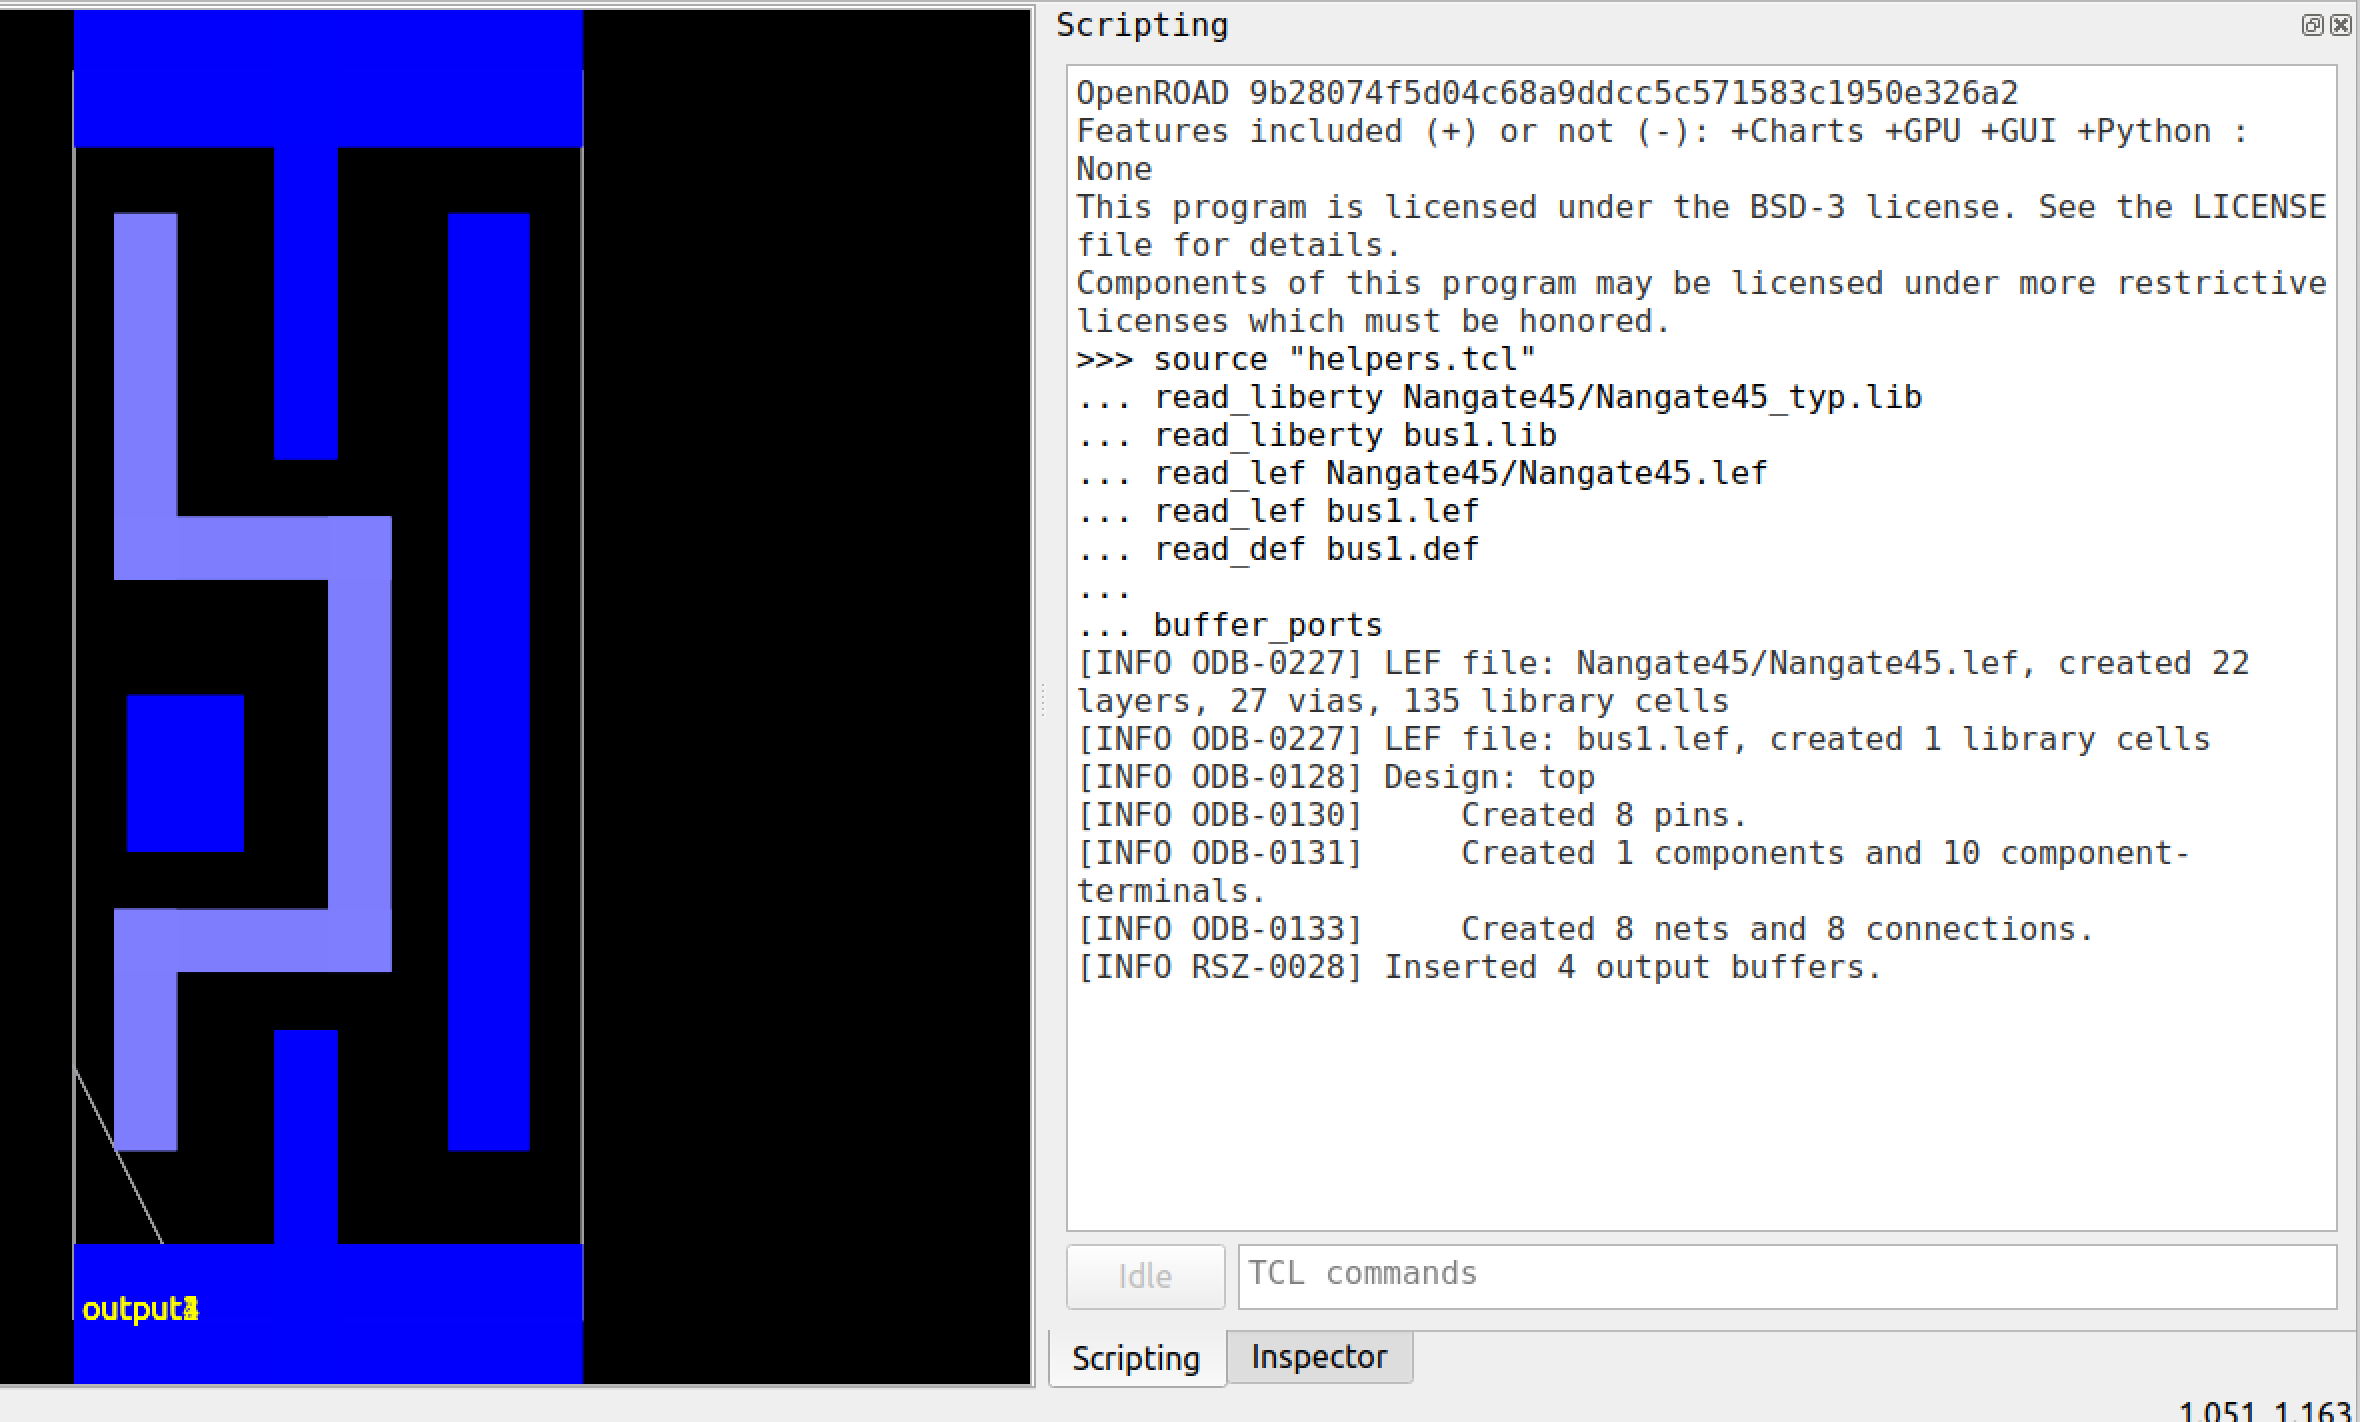 Scripting
OpenROAD 9b28074f5d04c68a9ddcc5c571583c1950e326a2
Features included (+) or not (-): +Charts +GPU +GUI +Python :
None
This program is licensed under the BSD-3 license. See the LICENSE
file for details.
Components of this program may be licensed under more restrictive
licenses which must be honored.
>>> source "helpers.tcl"
... read_liberty Nangate45/Nangate45_typ.lib
... read_liberty bus1.lib
... read_lef Nangate45/Nangate45.lef
... read_lef bus1.lef
... read_def bus1.def
...
... buffer_ports
[INFO ODB-0227] LEF file: Nangate45/Nangate45.lef, created 22
layers, 27 vias, 135 library cells
[INFO ODB-0227] LEF file: bus1.lef, created 1 library cells
[INFO ODB-0128] Design: top
[INFO ODB-0130]     Created 8 pins.
[INFO ODB-0131]     Created 1 components and 10 component-
terminals.
[INFO ODB-0133]     Created 8 nets and 8 connections.
[INFO RSZ-0028] Inserted 4 output buffers.
Idle
TCL commands
Scripting
Inspector
1.051, 1.163